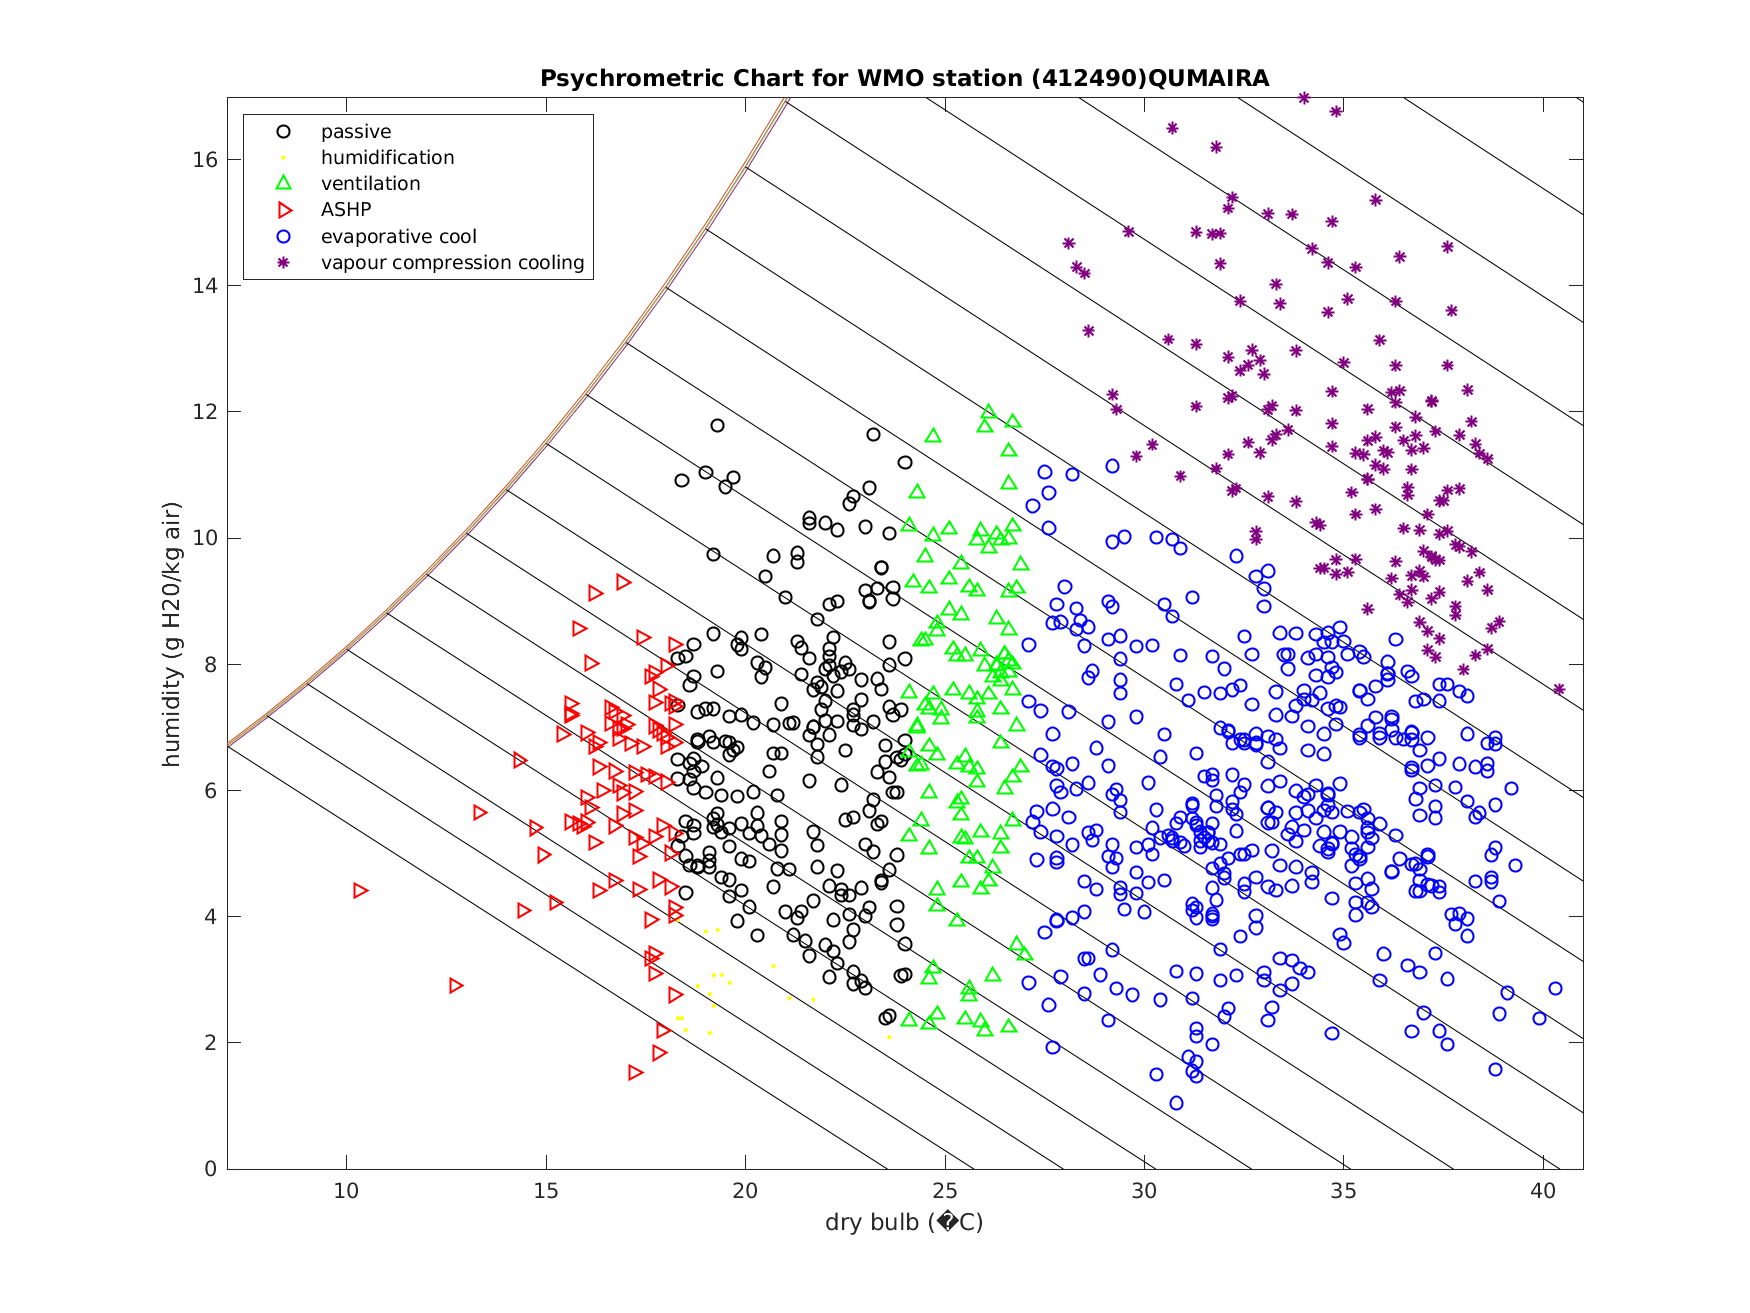 Psychrometric Chart for WMO station (412490)QUMAIRA
passive
humidification
ventilation
ASHP
evaporative cool
vapour compression cooling
humidity (g H20/kg air)
16
14
12
10
8
6
4
2
0
10 15 20 25 30 35 40
dry bulb (�C)